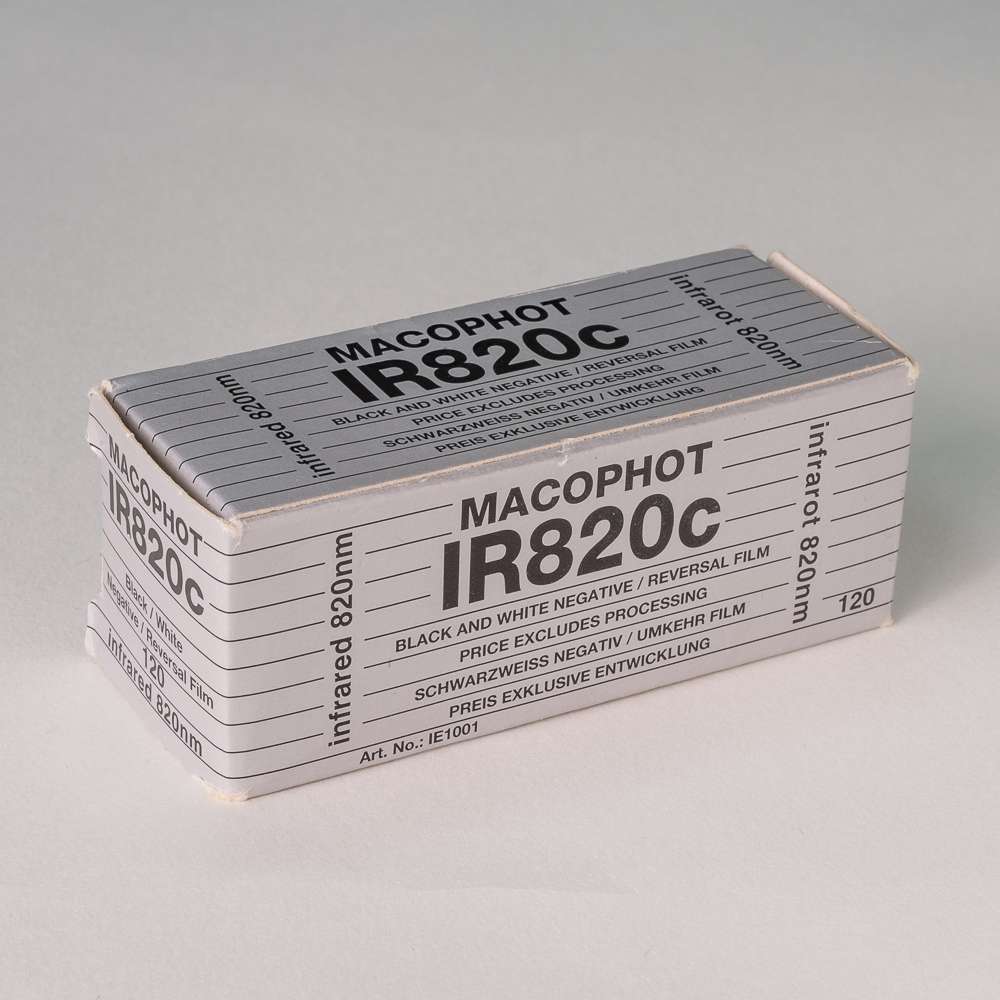 MACOPHOT
IR820c
BLACK AND WHITE NEGATIVE / REVERSAL FILM
PRICE EXCLUDES PROCESSING
SCHWARZWEISS NEGATIV / UMKEHR FILM
PREIS EXKLUSIVE ENTWICKLUNG
infrared 820nm
infrarot 820nm
MACOPHOT
IR820c
Black / White
Negative / Reversal Film
120
infrared 820nm
MACOPHOT
IR820c
BLACK AND WHITE NEGATIVE / REVERSAL FILM
PRICE EXCLUDES PROCESSING
SCHWARZWEISS NEGATIV / UMKEHR FILM
PREIS EXKLUSIVE ENTWICKLUNG
infrared 820nm
infrarot 820nm
120
Art. No.: IE1001